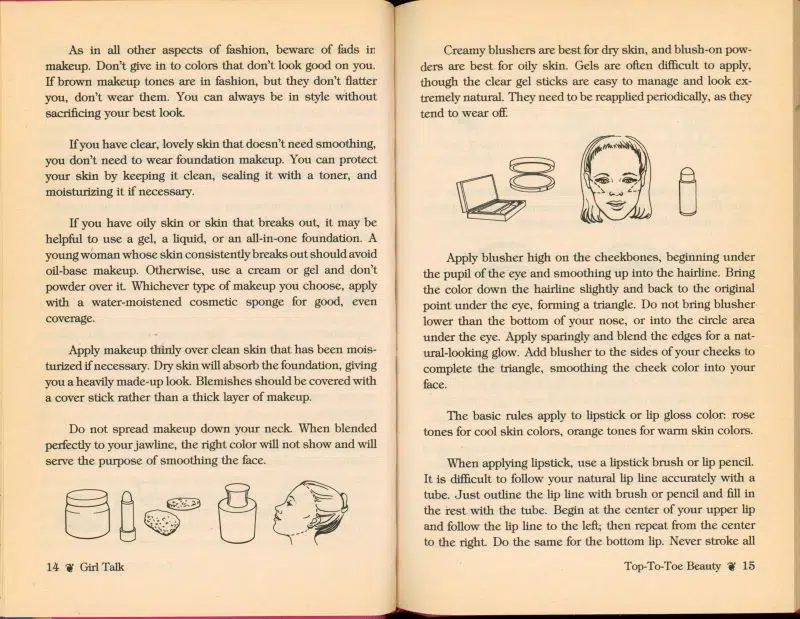 As in all other aspects of fashion, beware of fads in
makeup. Don't give in to colors that don't look good on you.
If brown makeup tones are in fashion, but they don't flatter
you, don't wear them. You can always be in style without
sacrificing your best look.
If you have clear, lovely skin that doesn't need smoothing,
you don't need to wear foundation makeup. You can protect
your skin by keeping it clean, sealing it with a toner, and
moisturizing it if necessary.
If you have oily skin or skin that breaks out, it may be
helpful to use a gel, a liquid, or an all-in-one foundation. A
young woman whose skin consistently breaks out should avoid
oil-base makeup. Otherwise, use a cream or gel and don't
powder over it. Whichever type of makeup you choose, apply
with a water-moistened cosmetic sponge for good, even
coverage.
Apply makeup thinly over clean skin that has been mois-
turized if necessary. Dry skin will absorb the foundation, giving
you a heavily made-up look. Blemishes should be covered with
a cover stick rather than a thick layer of makeup.
Do not spread makeup down your neck. When blended
perfectly to your jawline, the right color will not show and will
serve the purpose of smoothing the face.
14 ❦ Girl Talk
Creamy blushers are best for dry skin, and blush-on pow-
ders are best for oily skin. Gels are often difficult to apply,
though the clear gel sticks are easy to manage and look ex-
tremely natural. They need to be reapplied periodically, as they
tend to wear off.
Apply blusher high on the cheekbones, beginning under
the pupil of the eye and smoothing up into the hairline. Bring
the color down the hairline slightly and back to the original
point under the eye, forming a triangle. Do not bring blusher
lower than the bottom of your nose, or into the circle area
under the eye. Apply sparingly and blend the edges for a nat-
ural-looking glow. Add blusher to the sides of your cheeks to
complete the triangle, smoothing the cheek color into your
face.
The basic rules apply to lipstick or lip gloss color: rose
tones for cool skin colors, orange tones for warm skin colors.
When applying lipstick, use a lipstick brush or lip pencil.
It is difficult to follow your natural lip line accurately with a
tube. Just outline the lip line with brush or pencil and fill in
the rest with the tube. Begin at the center of your upper lip
and follow the lip line to the left; then repeat from the center
to the right. Do the same for the bottom lip. Never stroke all
Top-To-Toe Beauty ❦ 15